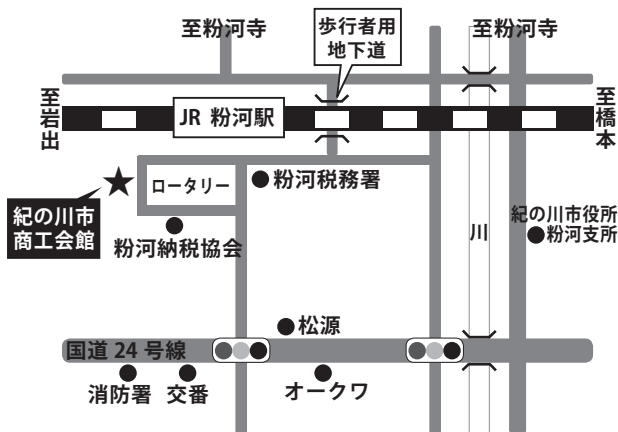 至粉河寺
歩行者用
地下道
至粉河寺
至岩出
JR 粉河駅
至橋本
ロータリー
粉河税務署
紀の川市
商工会館
粉河納税協会
川
紀の川市役所
粉河支所
松源
国道 24 号線
消防署
交番
オークワ